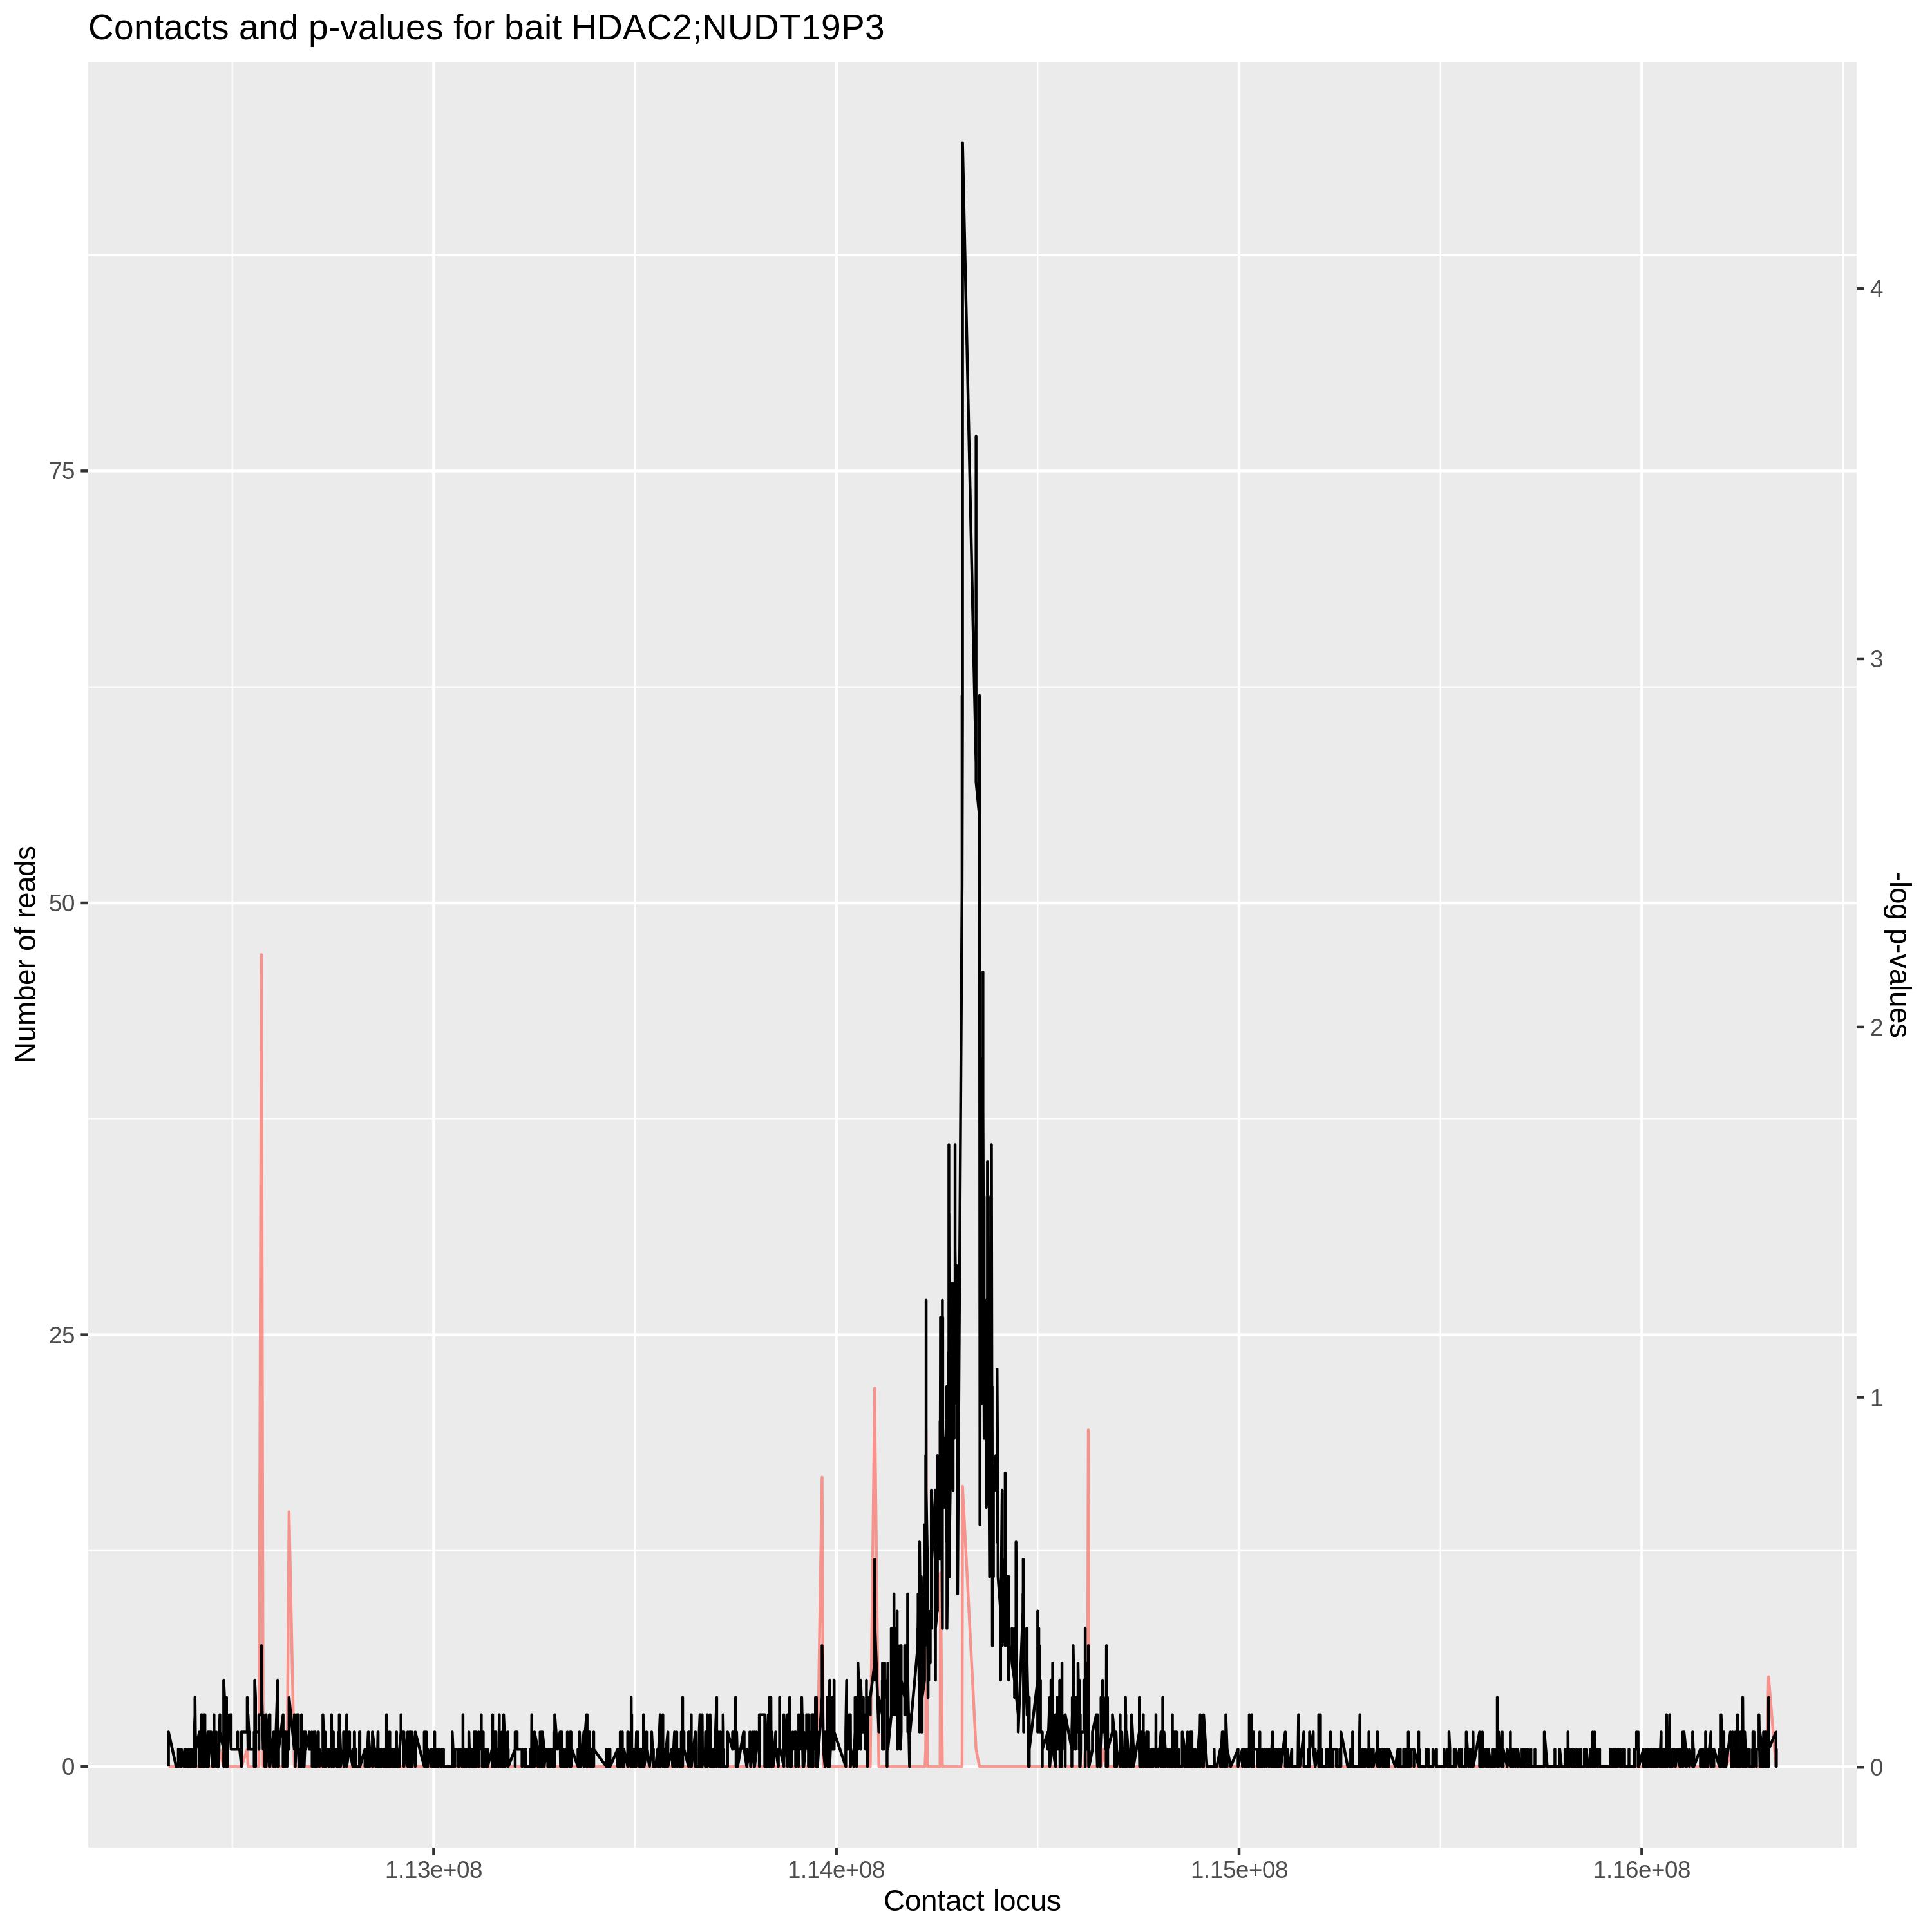 Contacts and p-values for bait HDAC2;NUDT19P3
Number of reads
75
50
25
0
4
3
2
1
0
-log p-values
1.13e+08 1.14e+08 1.15e+08 1.16e+08
Contact locus